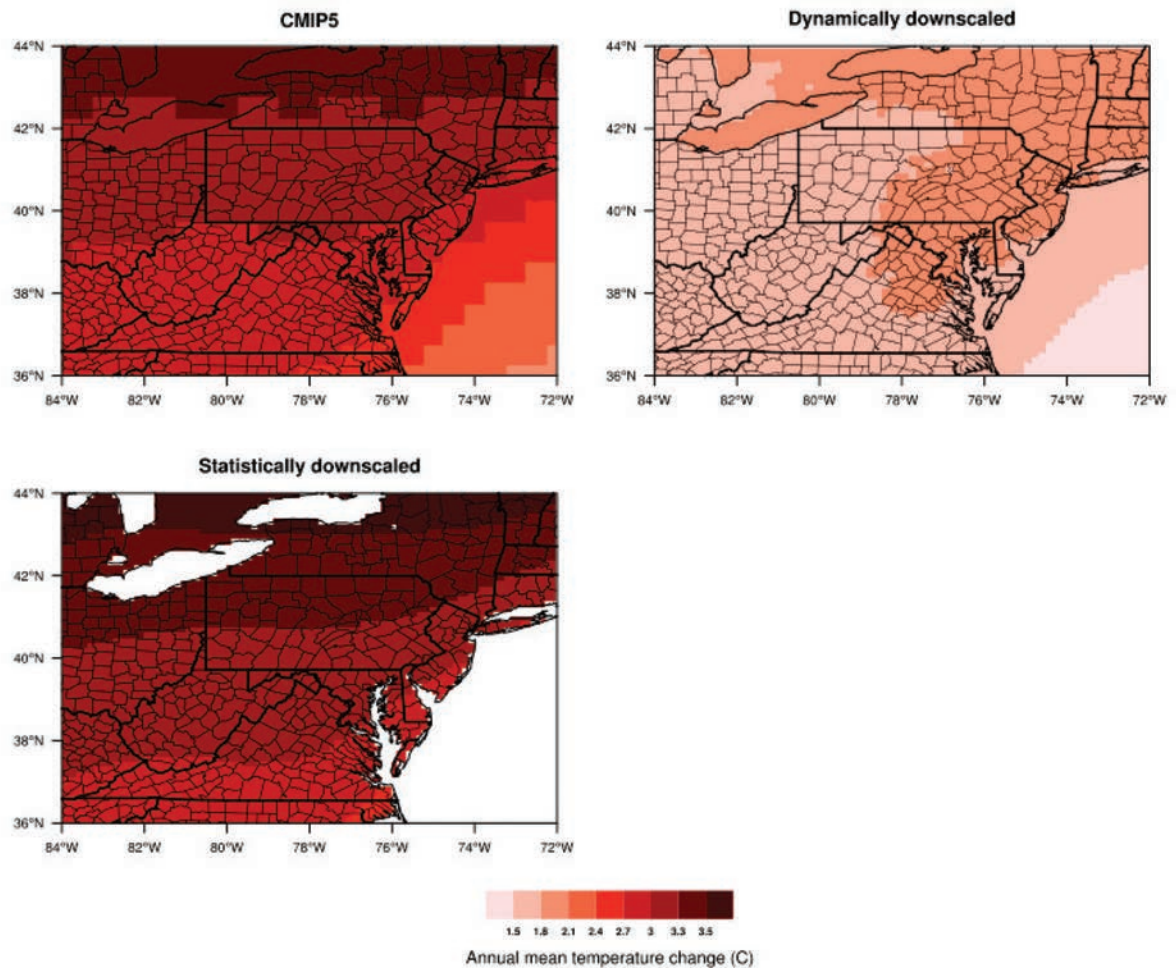 CMIP5
44°N
42°N
40°N
38°N
36°N
84°W 82°W 80°W 78°W 76°W 74°W 72°W
Dynamically downscaled
44°N
42°N
40°N
38°N
36°N
84°W 82°W 80°W 78°W 76°W 74°W 72°W
Statistically downscaled
44°N
42°N
40°N
38°N
36°N
84°W 82°W 80°W 78°W 76°W 74°W 72°W
1.5 1.8 2.1 2.4 2.7 3 3.3 3.5
Annual mean temperature change (C)